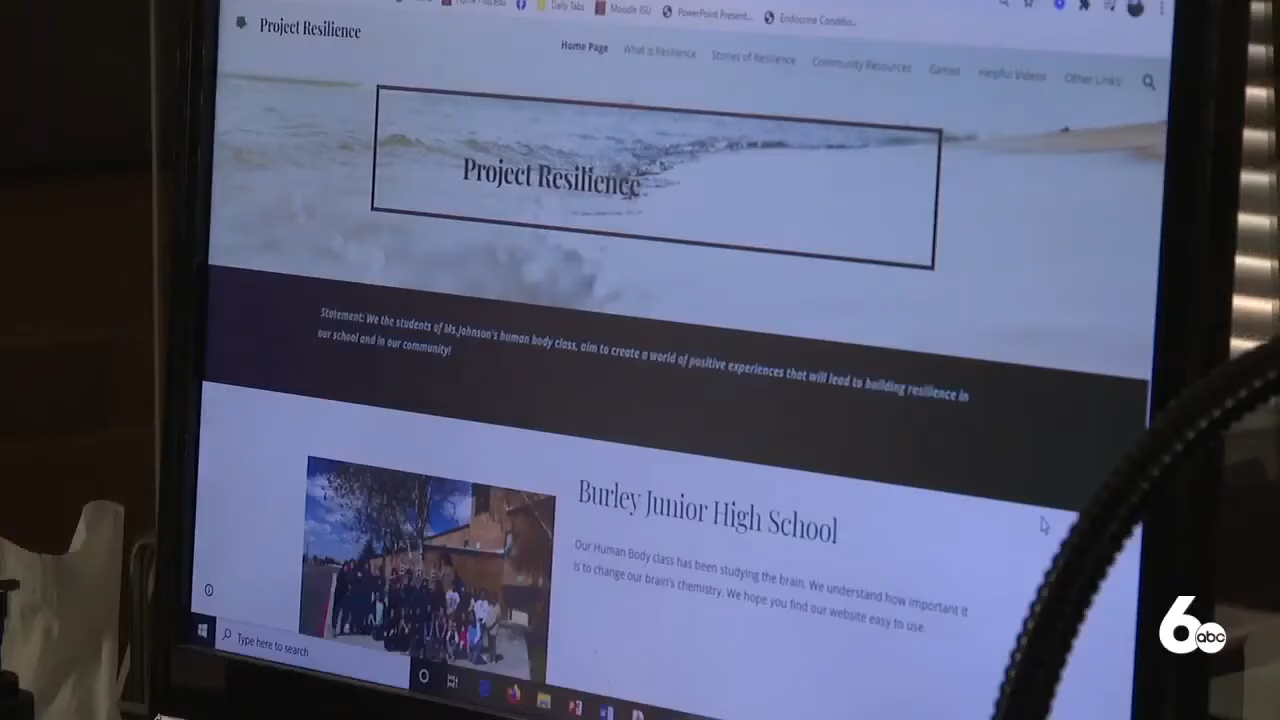 Daily Tabs
Moodle ISU
PowerPoint Present...
Endocrine Conditio...
Project Resilience
Home Page
What is Resilience
Stories of Resilience
Community Resources
Games
Helpful Videos
Other Links
Project Resilience
Statement: We the students of Ms.Johnson's human body class, aim to create a world of positive experiences that will lead to building resilience in
our school and in our community!
Burley Junior High School
Our Human Body class has been studying the brain. We understand how important it
is to change our brain's chemistry. We hope you find our website easy to use.
BURLEY
Type here to search
6 abc